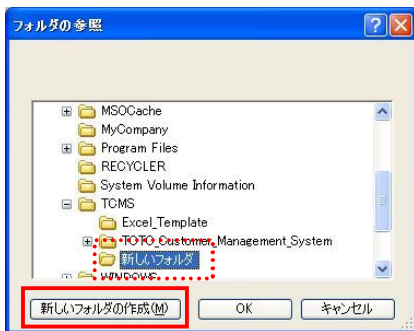 フォルダの参照
MSOCache
MyCompany
Program Files
RECYCLER
System Volume Information
TCMS
Excel_Template
TOTO_Customer_Management_System
新しいフォルダ
WINDOWS
新しいフォルダの作成(M)
OK
キャンセル